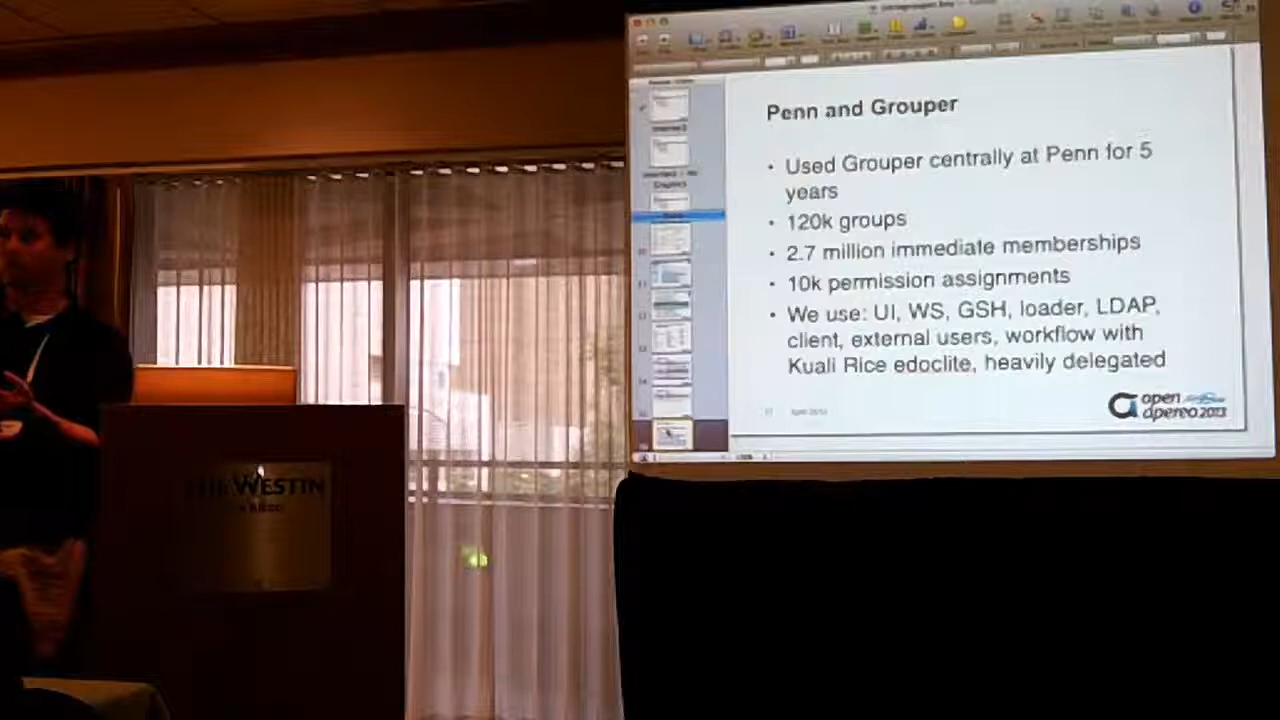 Penn and Grouper
• Used Grouper centrally at Penn for 5
years
• 120k groups
• 2.7 million immediate memberships
• 10k permission assignments
• We use: UI, WS, GSH, loader, LDAP,
client, external users, workflow with
Kuali Rice edoclite, heavily delegated
open
apereo 2013
THE WESTIN